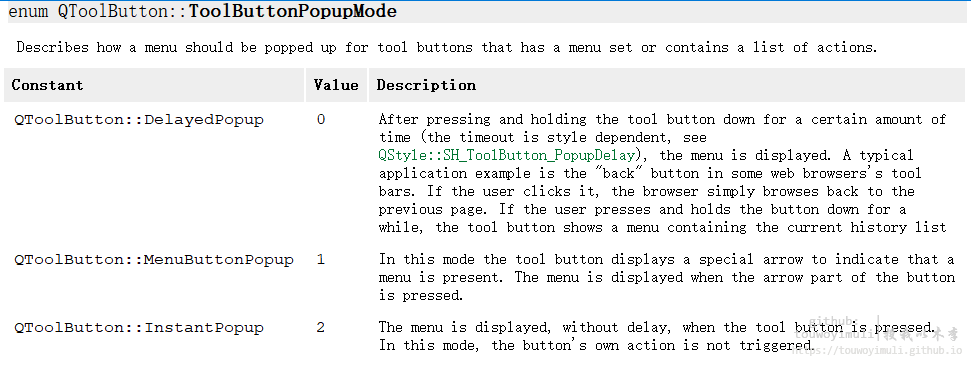 enum QToolButton::ToolButtonPopupMode
Describes how a menu should be popped up for tool buttons that has a menu set or contains a list of actions.
Constant Value Description
QToolButton::DelayedPopup 0 After pressing and holding the tool button down for a certain amount of
time (the timeout is style dependent, see
QStyle::SH_ToolButton_PopupDelay), the menu is displayed. A typical
application example is the "back" button in some web browsers's tool
bars. If the user clicks it, the browser simply browses back to the
previous page. If the user presses and holds the button down for a
while, the tool button shows a menu containing the current history list
QToolButton::MenuButtonPopup 1 In this mode the tool button displays a special arrow to indicate that a
menu is present. The menu is displayed when the arrow part of the button
is pressed.
QToolButton::InstantPopup 2 The menu is displayed, without delay, when the tool button is pressed.
In this mode, the button's own action is not triggered.
github:
touwoyimuli
https://touwoyimuli.github.io